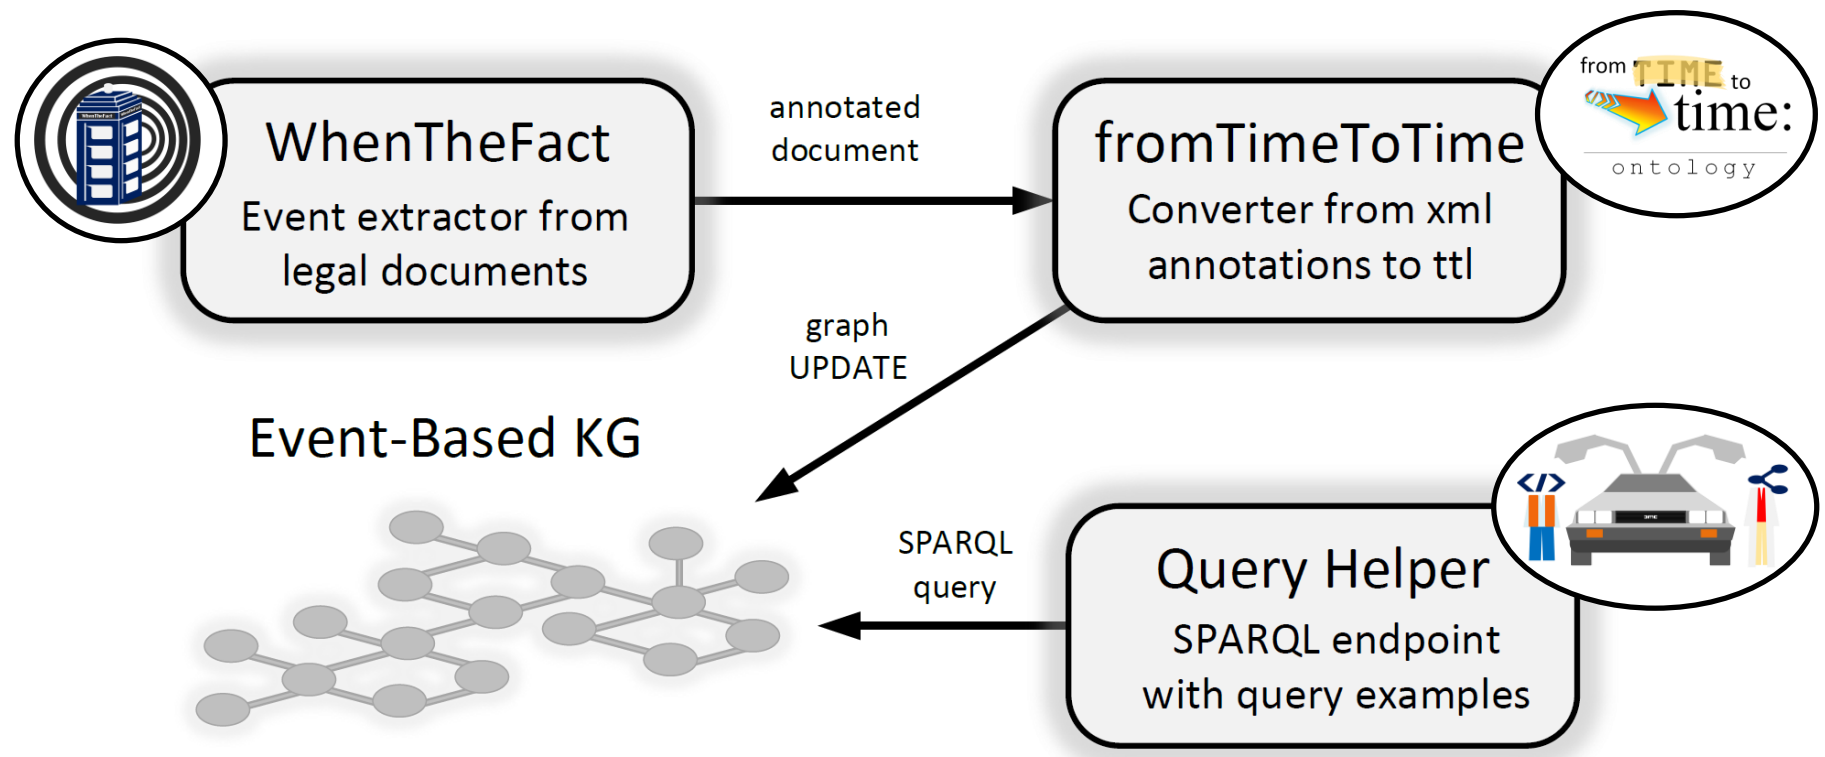 WhenTheFact
WhenTheFact
Event extractor from
legal documents
annotated
document
fromTimeToTime
Converter from xml
annotations to ttl
from TIME to
time:
ontology
graph
UPDATE
Event-Based KG
SPARQL
query
Query Helper
SPARQL endpoint
with query examples